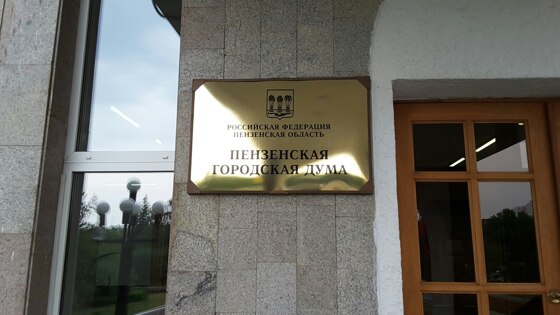 РОССИЙСКАЯ ФЕДЕРАЦИЯ
ПЕНЗЕНСКАЯ ОБЛАСТЬ
ПЕНЗЕНСКАЯ
ГОРОДСКАЯ ДУМА